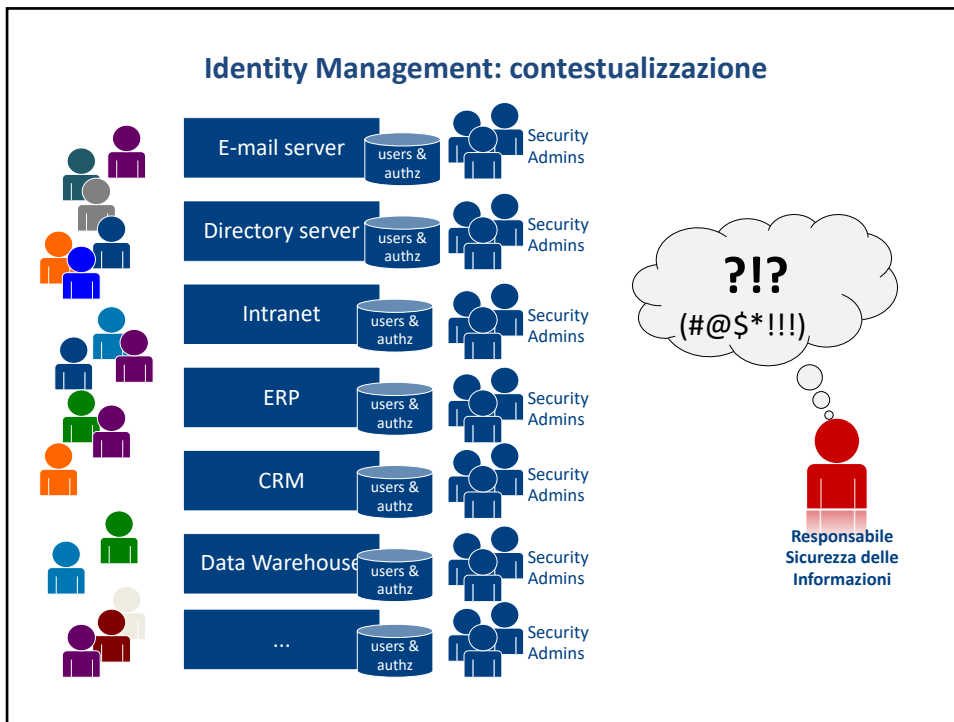 Identity Management: contestualizzazione
E-mail server
users &
authz
Security
Admins
Directory server
users &
authz
Security
Admins
Intranet
users &
authz
Security
Admins
ERP
users &
authz
Security
Admins
CRM
users &
authz
Security
Admins
Data Warehouse
users &
authz
Security
Admins
...
users &
authz
Security
Admins
?!?
(#@$*!!!)
Responsabile
Sicurezza delle
Informazioni